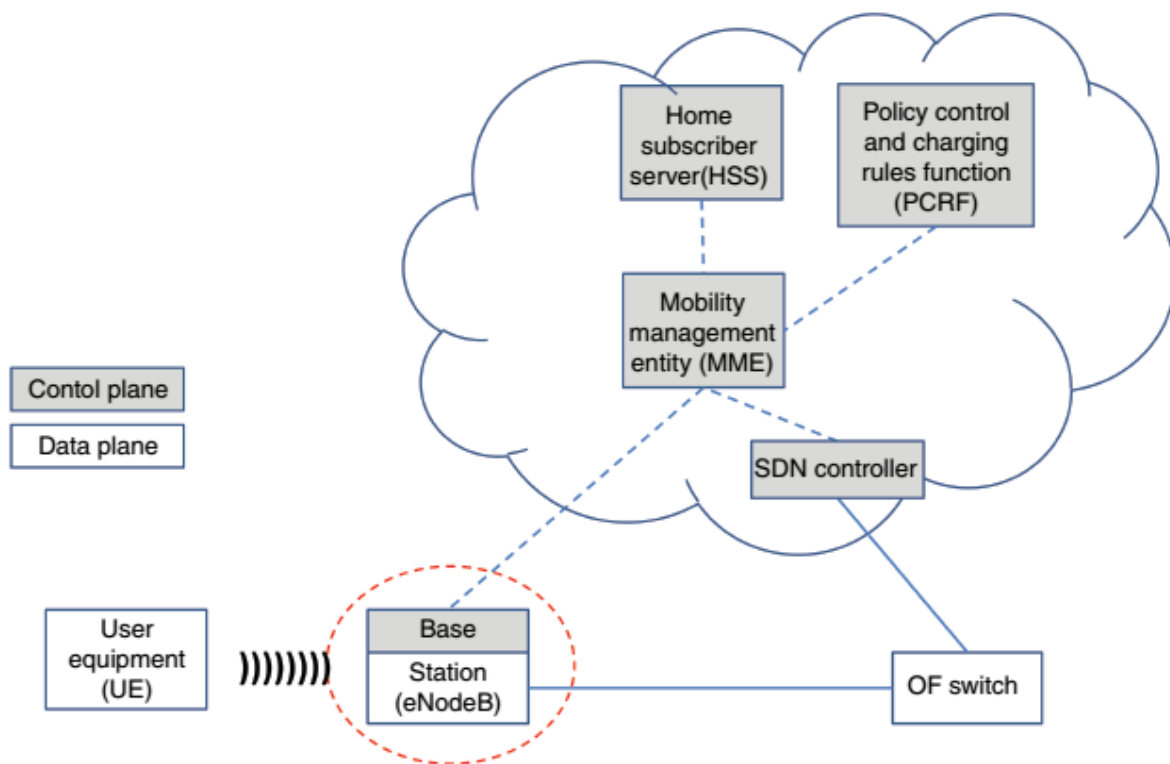 Home
subscriber
server(HSS)
Policy control
and charging
rules function
(PCRF)
Mobility
management
entity (MME)
Contol plane
Data plane
SDN controller
User
equipment
(UE)
Base
Station
(eNodeB)
OF switch